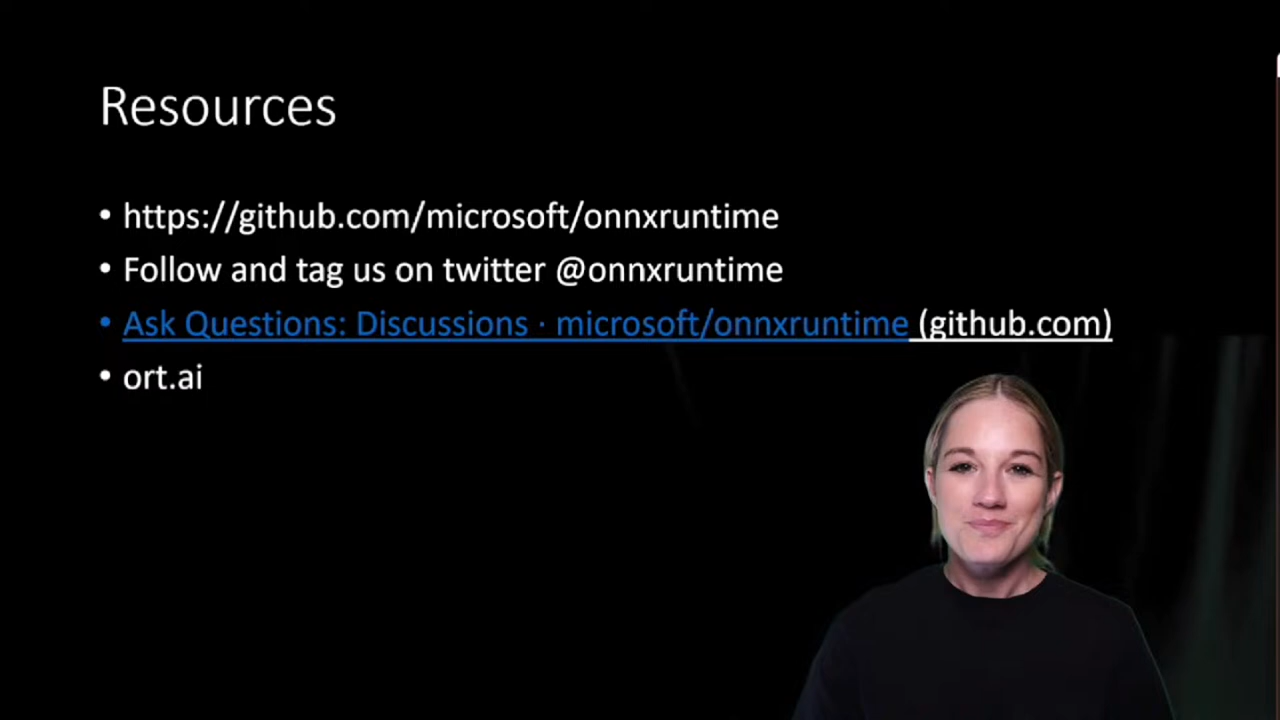 Resources
• https://github.com/microsoft/onnxruntime
• Follow and tag us on twitter @onnxruntime
• Ask Questions: Discussions · microsoft/onnxruntime (github.com)
• ort.ai